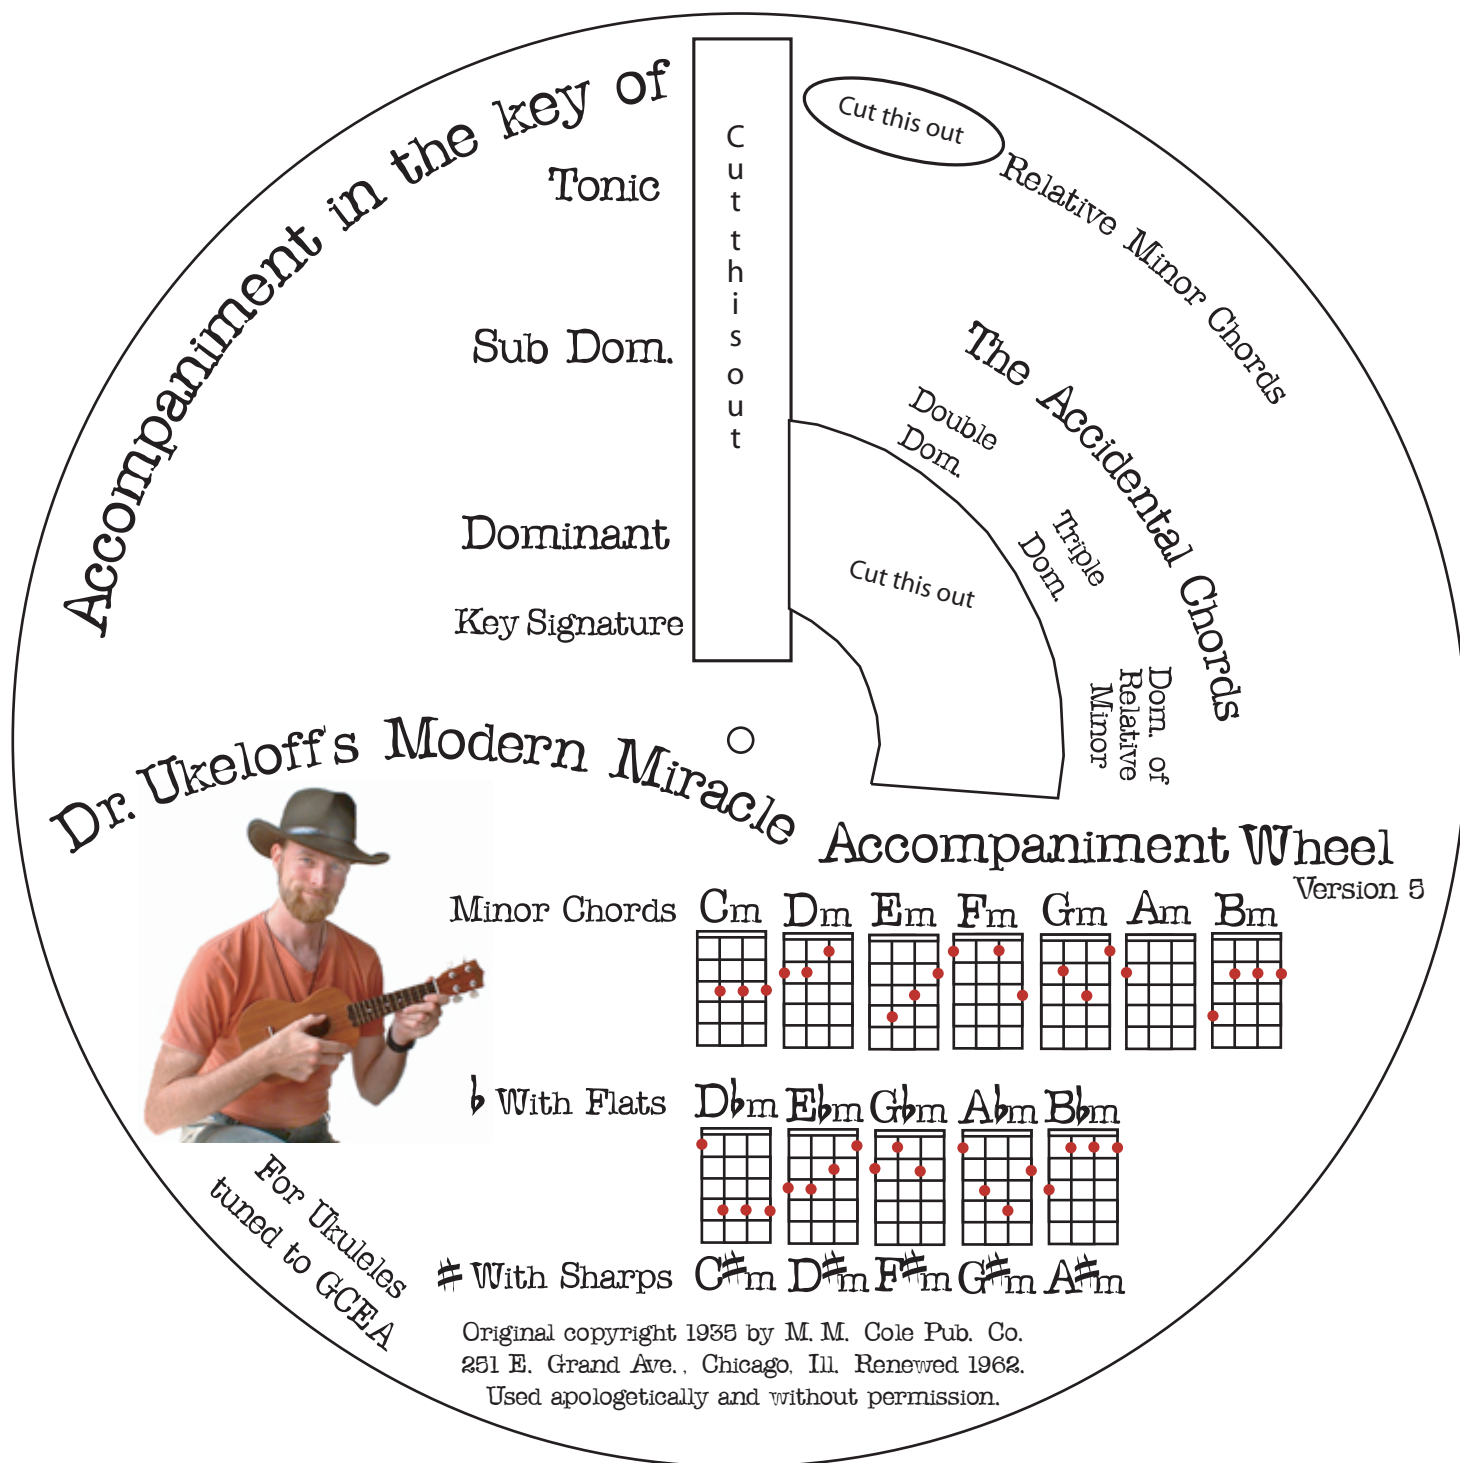 Accompaniment in the key of
Cut this out
Cut this out
Relative Minor Chords
Tonic
Sub Dom.
Dominant
Key Signature
The Accidental Chords
Double
Dom.
Triple
Dom.
Dom. of
Relative
Minor
Cut this out
Dr. Ukeloff's Modern Miracle
Accompaniment Wheel
Version 5
Minor Chords Cm Dm Em Fm Gm Am Bm
♭ With Flats D♭m E♭m G♭m A♭m B♭m
♯ With Sharps C♯m D♯m F♯m G♯m A♯m
For Ukuleles
tuned to GCEA
Original copyright 1935 by M. M. Cole Pub. Co.
251 E. Grand Ave., Chicago, Ill. Renewed 1962.
Used apologetically and without permission.